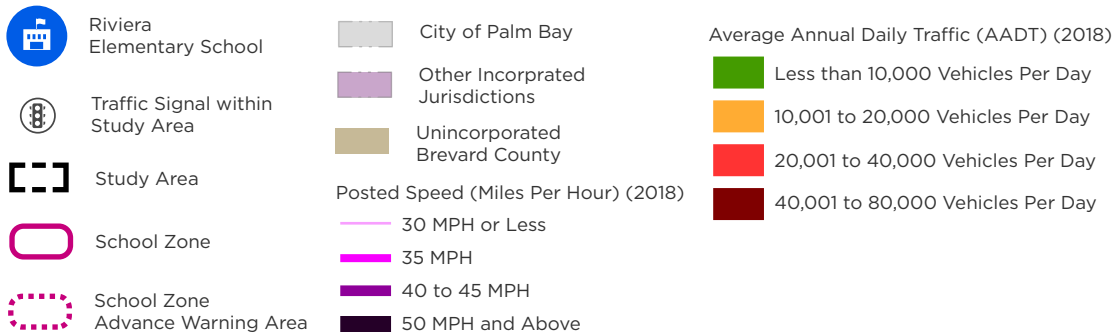 Riviera
Elementary School
Traffic Signal within
Study Area
Study Area
School Zone
School Zone
Advance Warning Area
City of Palm Bay
Other Incorprated
Jurisdictions
Unincorporated
Brevard County
Posted Speed (Miles Per Hour) (2018)
30 MPH or Less
35 MPH
40 to 45 MPH
50 MPH and Above
Average Annual Daily Traffic (AADT) (2018)
Less than 10,000 Vehicles Per Day
10,001 to 20,000 Vehicles Per Day
20,001 to 40,000 Vehicles Per Day
40,001 to 80,000 Vehicles Per Day